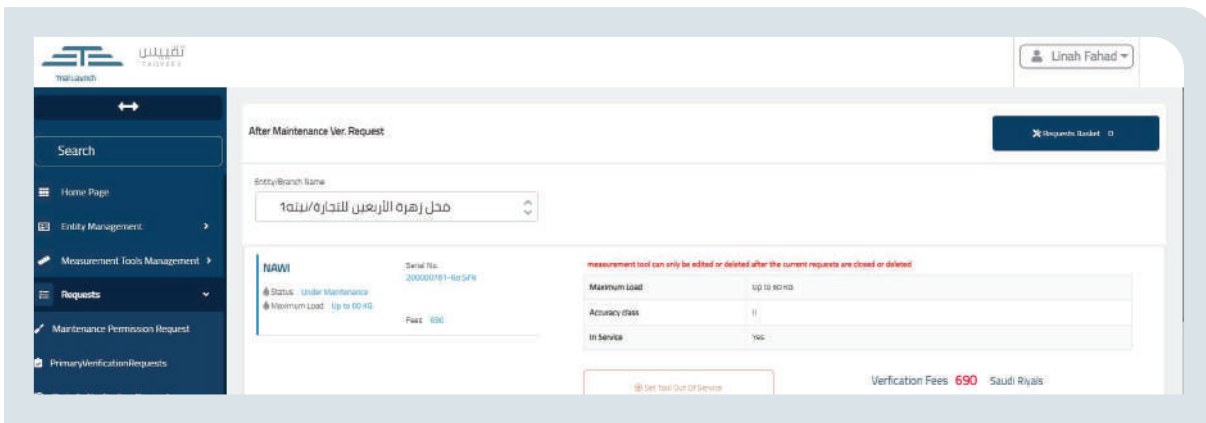 تقييس
TAQYEES
Trial Launch
Linah Fahad
Search
Home Page
Entity Management
Measurement Tools Management
Requests
Maintenance Permission Request
PrimaryVerificationRequests
After Maintenance Ver. Request
Requests Basket 0
Entity/Branch Name
محل زهرة الأربعين للتجارة/نيته1
NAWI
Status Under Maintenance
Maximum Load Up to 60 KG
Serial No.
Fees 690
measurement tool can only be edited or deleted after the current requests are closed or deleted
Maximum Load Up to 60 KG
Accuracy class II
In Service Yes
Set Tool Out Of Service
Verfication Fees 690 Saudi Riyals